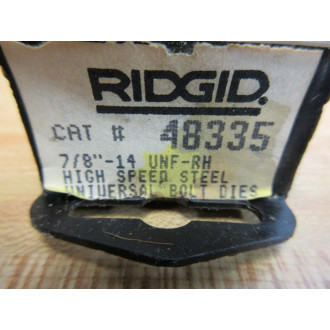 RIDGID.
CAT # 48335
7/8"-14 UNF-RH
HIGH SPEED STEEL
UNIVERSAL BOLT DIES